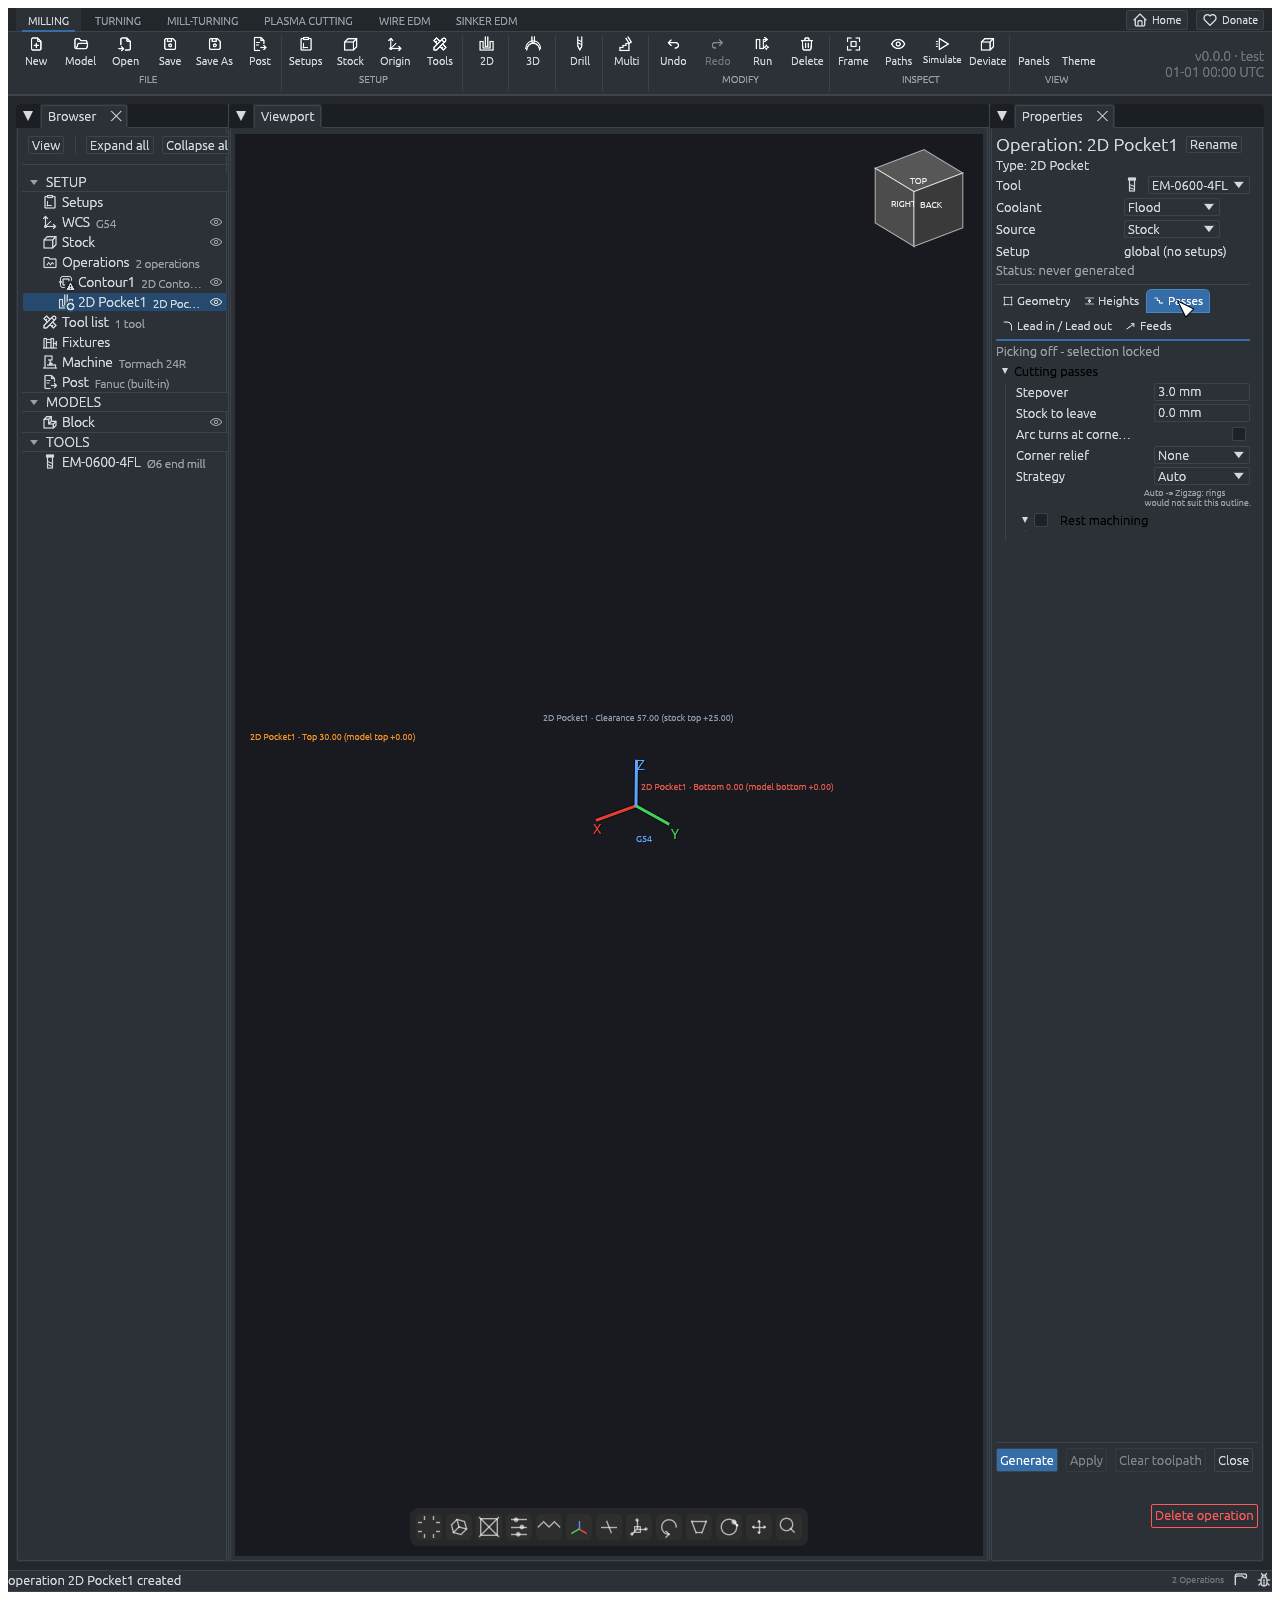 MILLING TURNING MILL-TURNING PLASMA CUTTING WIRE EDM SINKER EDM Home Donate
New Model Open Save Save As Post Setups Stock Origin Tools 2D 3D Drill Multi Undo Redo Run Delete Frame Paths Simulate Deviate Panels Theme
FILE SETUP MODIFY INSPECT VIEW
v0.0.0 · test
01-01 00:00 UTC
Browser
View Expand all Collapse al
SETUP
Setups
WCS G54
Stock
Operations 2 operations
Contour1 2D Conto...
2D Pocket1 2D Poc...
Tool list 1 tool
Fixtures
Machine Tormach 24R
Post Fanuc (built-in)
MODELS
Block
TOOLS
EM-0600-4FL Ø6 end mill
Viewport
TOP
RIGHT BACK
2D Pocket1 · Clearance 57.00 (stock top +25.00)
2D Pocket1 · Top 30.00 (model top +0.00)
Z
2D Pocket1 · Bottom 0.00 (model bottom +0.00)
X
Y
G54
Properties
Operation: 2D Pocket1 Rename
Type: 2D Pocket
Tool EM-0600-4FL
Coolant Flood
Source Stock
Setup global (no setups)
Status: never generated
Geometry Heights Passes
Lead in / Lead out Feeds
Picking off - selection locked
Cutting passes
Stepover 3.0 mm
Stock to leave 0.0 mm
Arc turns at corne...
Corner relief None
Strategy Auto
Auto -> Zigzag: rings
would not suit this outline.
Rest machining
Generate Apply Clear toolpath Close
Delete operation
operation 2D Pocket1 created
2 Operations